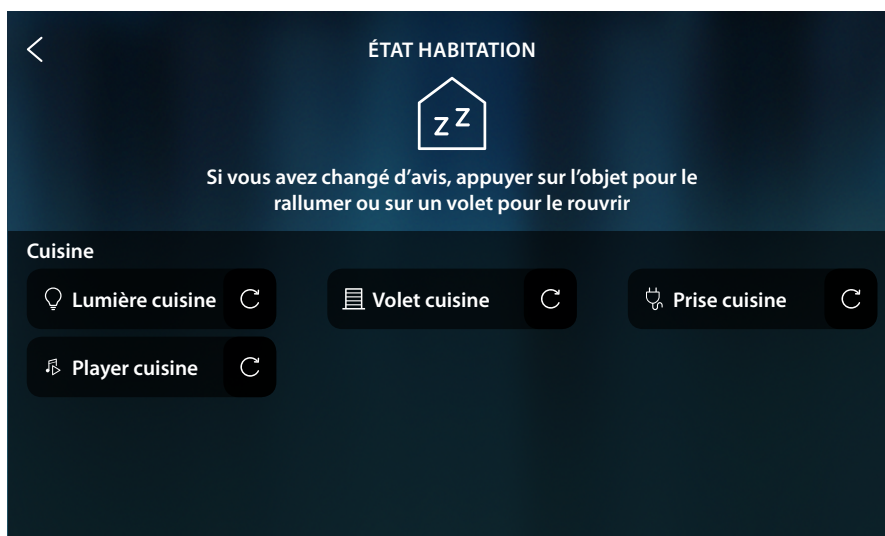 ÉTAT HABITATION
z Z
Si vous avez changé d’avis, appuyer sur l’objet pour le
rallumer ou sur un volet pour le rouvrir
Cuisine
Lumière cuisine
Volet cuisine
Prise cuisine
Player cuisine